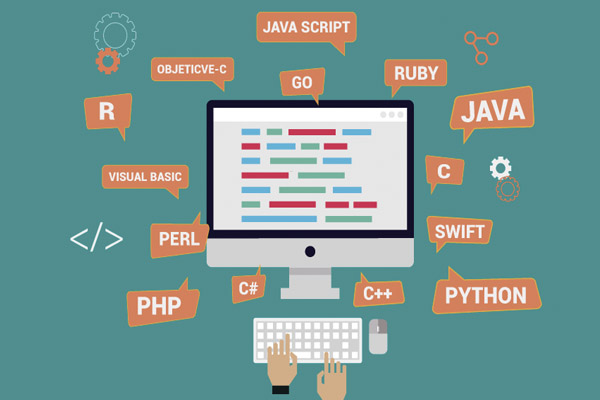 JAVA SCRIPT
OBJETICVE-C
GO
RUBY
R
JAVA
VISUAL BASIC
C
</>
PERL
SWIFT
PHP
C#
C++
PYTHON